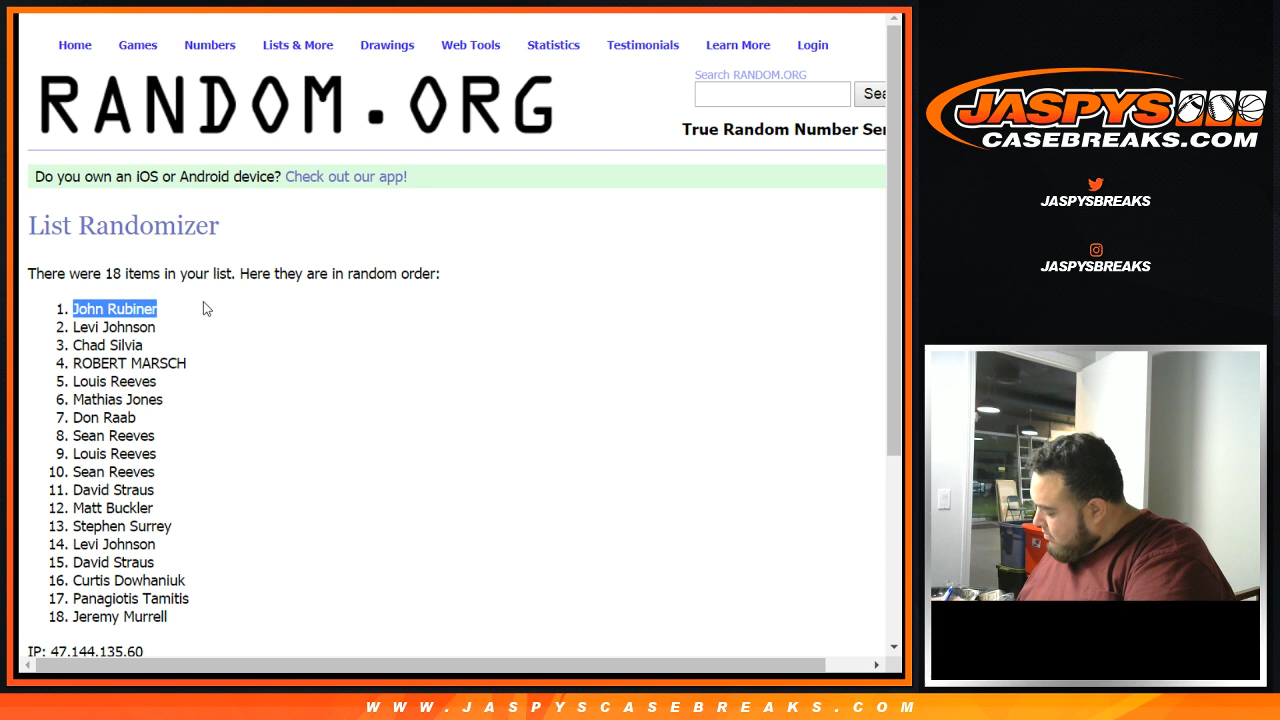 Home Games Numbers Lists & More Drawings Web Tools Statistics Testimonials Learn More Login
RANDOM.ORG
Search RANDOM.ORG
Sea
True Random Number Ser
Do you own an iOS or Android device? Check out our app!
List Randomizer
There were 18 items in your list. Here they are in random order:
1. John Rubiner
2. Levi Johnson
3. Chad Silvia
4. ROBERT MARSCH
5. Louis Reeves
6. Mathias Jones
7. Don Raab
8. Sean Reeves
9. Louis Reeves
10. Sean Reeves
11. David Straus
12. Matt Buckler
13. Stephen Surrey
14. Levi Johnson
15. David Straus
16. Curtis Dowhaniuk
17. Panagiotis Tamitis
18. Jeremy Murrell
IP: 47.144.135.60
JASPYS
CASEBREAKS.COM
JASPYSBREAKS
JASPYSBREAKS
WWW.JASPYSCASEBREAKS.COM